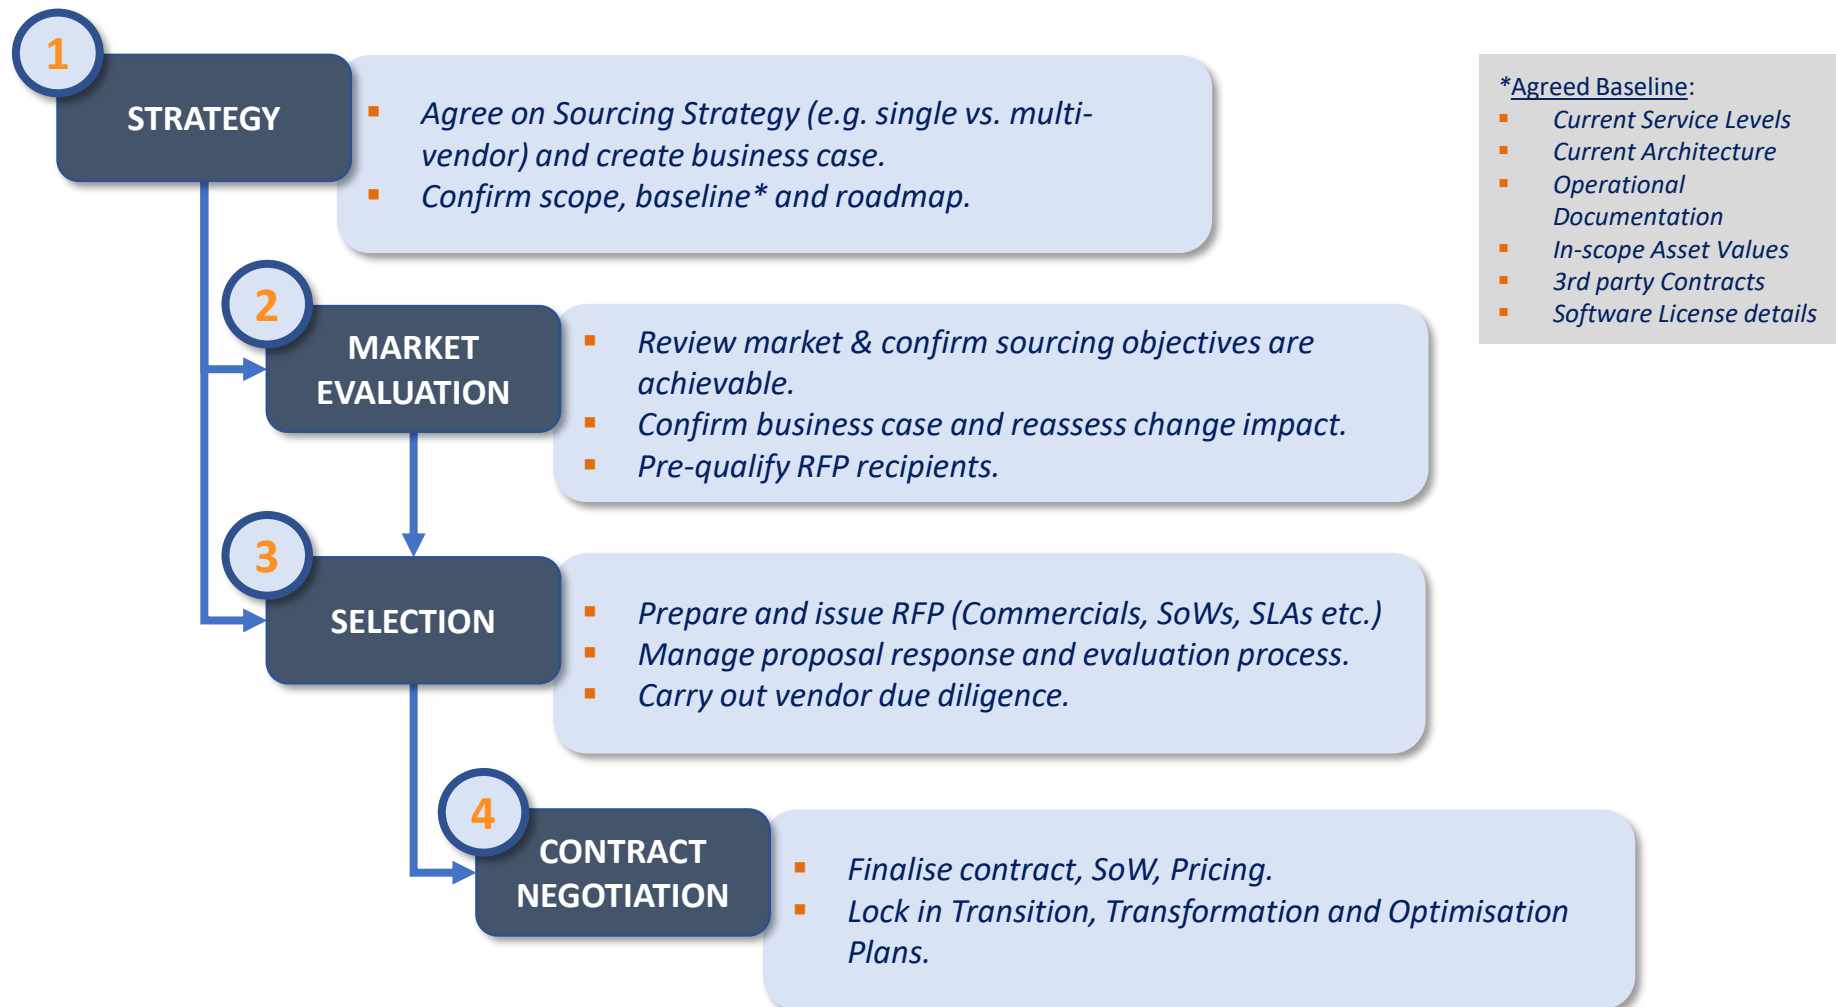 1
STRATEGY
▪ Agree on Sourcing Strategy (e.g. single vs. multi-
vendor) and create business case.
▪ Confirm scope, baseline* and roadmap.
*Agreed Baseline:
▪ Current Service Levels
▪ Current Architecture
▪ Operational
Documentation
▪ In-scope Asset Values
▪ 3rd party Contracts
▪ Software License details
2
MARKET
EVALUATION
▪ Review market & confirm sourcing objectives are
achievable.
▪ Confirm business case and reassess change impact.
▪ Pre-qualify RFP recipients.
3
SELECTION
▪ Prepare and issue RFP (Commercials, SoWs, SLAs etc.)
▪ Manage proposal response and evaluation process.
▪ Carry out vendor due diligence.
4
CONTRACT
NEGOTIATION
▪ Finalise contract, SoW, Pricing.
▪ Lock in Transition, Transformation and Optimisation
Plans.